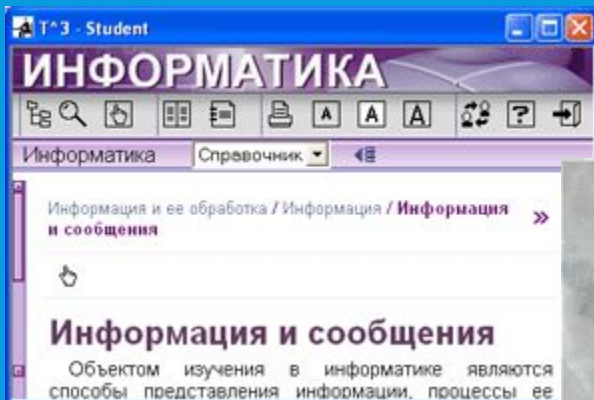 T^3 - Student
ИНФОРМАТИКА
A A A ?
Информатика Справочник
Информация и ее обработка / Информация / Информация »
и сообщения
Информация и сообщения
Объектом изучения в информатике являются
способы представления информации, процессы ее